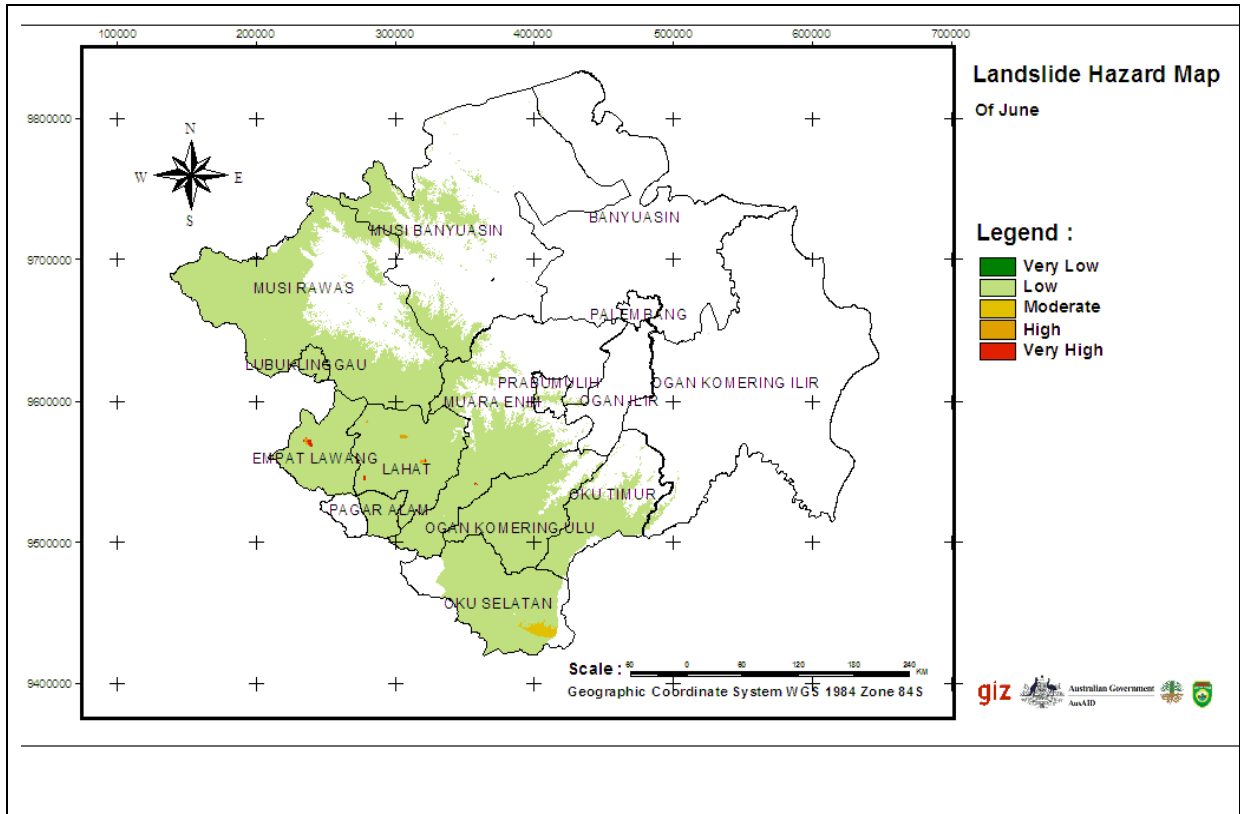 100000 200000 300000 400000 500000 600000 700000
Landslide Hazard Map
Of June
9800000
N
W E
S
BANYUASIN
MUSI BANYUASIN
Legend :
9700000
Very Low
MUSI RAWAS
Low
Moderate
PALEMBANG
High
Very High
LUBUKLINGGAU
PRABUMULIH
OGAN KOMERING ILIR
9600000
MUARA ENIM
OGAN ILIR
EMPAT LAWANG
LAHAT
OKU TIMUR
PAGAR ALAM
OGAN KOMERING ULU
9500000
OKU SELATAN
Scale : 60 0 60 120 180 240 KM
9400000
Geographic Coordinate System WGS 1984 Zone 84S
giz
Australian Government
AusAID